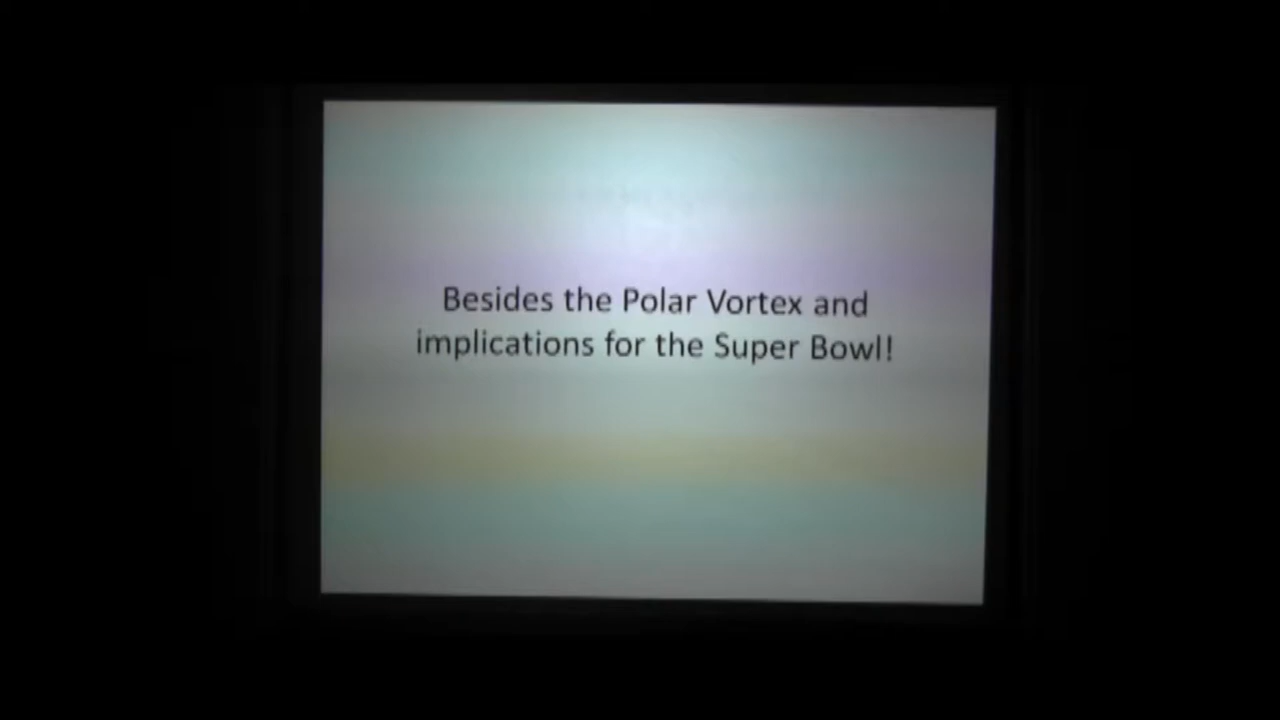 Besides the Polar Vortex and
implications for the Super Bowl!